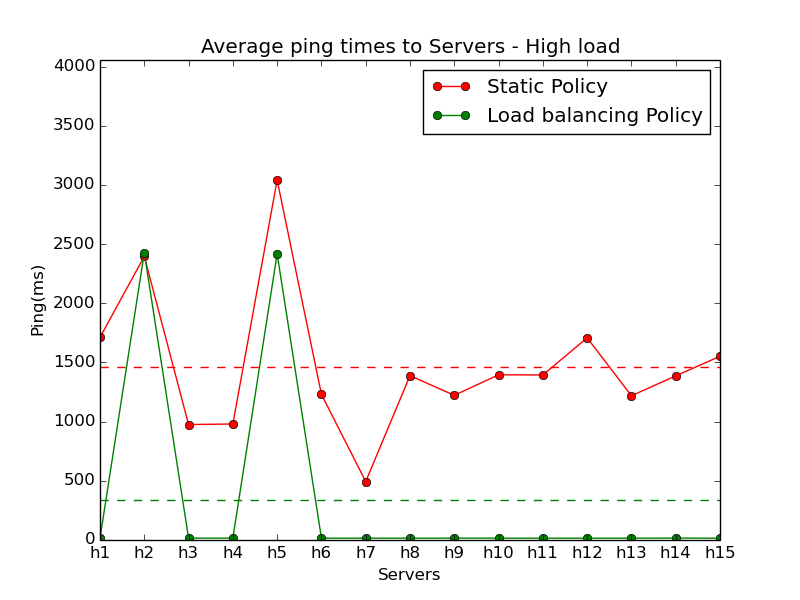 Average ping times to Servers - High load
Static Policy
Load balancing Policy
4000
3500
3000
2500
2000
1500
1000
500
0
Ping(ms)
h1 h2 h3 h4 h5 h6 h7 h8 h9 h10 h11 h12 h13 h14 h15
Servers